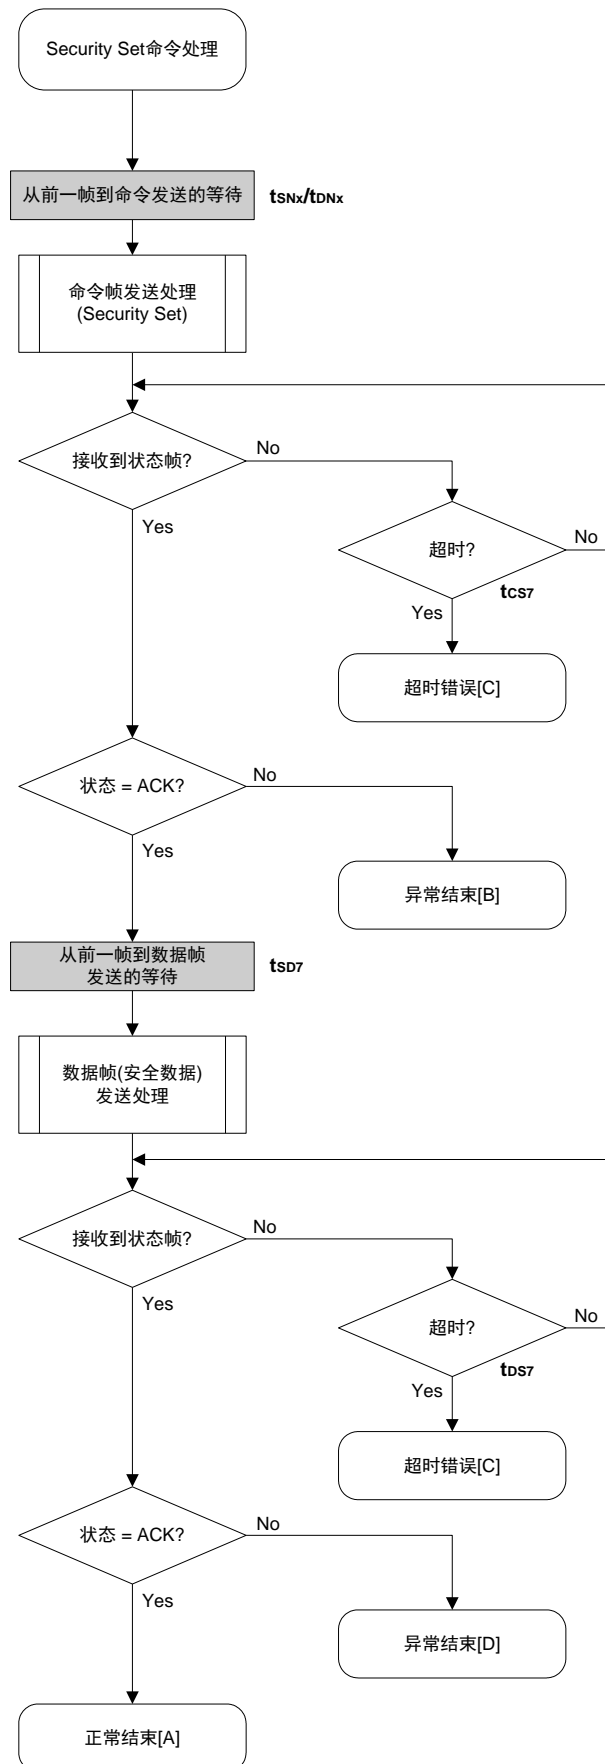 Security Set命令处理
从前一帧到命令发送的等待
tSNx/tDNx
命令帧发送处理
(Security Set)
接收到状态帧?
No
Yes
超时?
No
tCS7
Yes
超时错误[C]
状态 = ACK?
No
Yes
异常结束[B]
从前一帧到数据帧
发送的等待
tSD7
数据帧(安全数据)
发送处理
接收到状态帧?
No
Yes
超时?
No
tDS7
Yes
超时错误[C]
状态 = ACK?
No
Yes
异常结束[D]
正常结束[A]